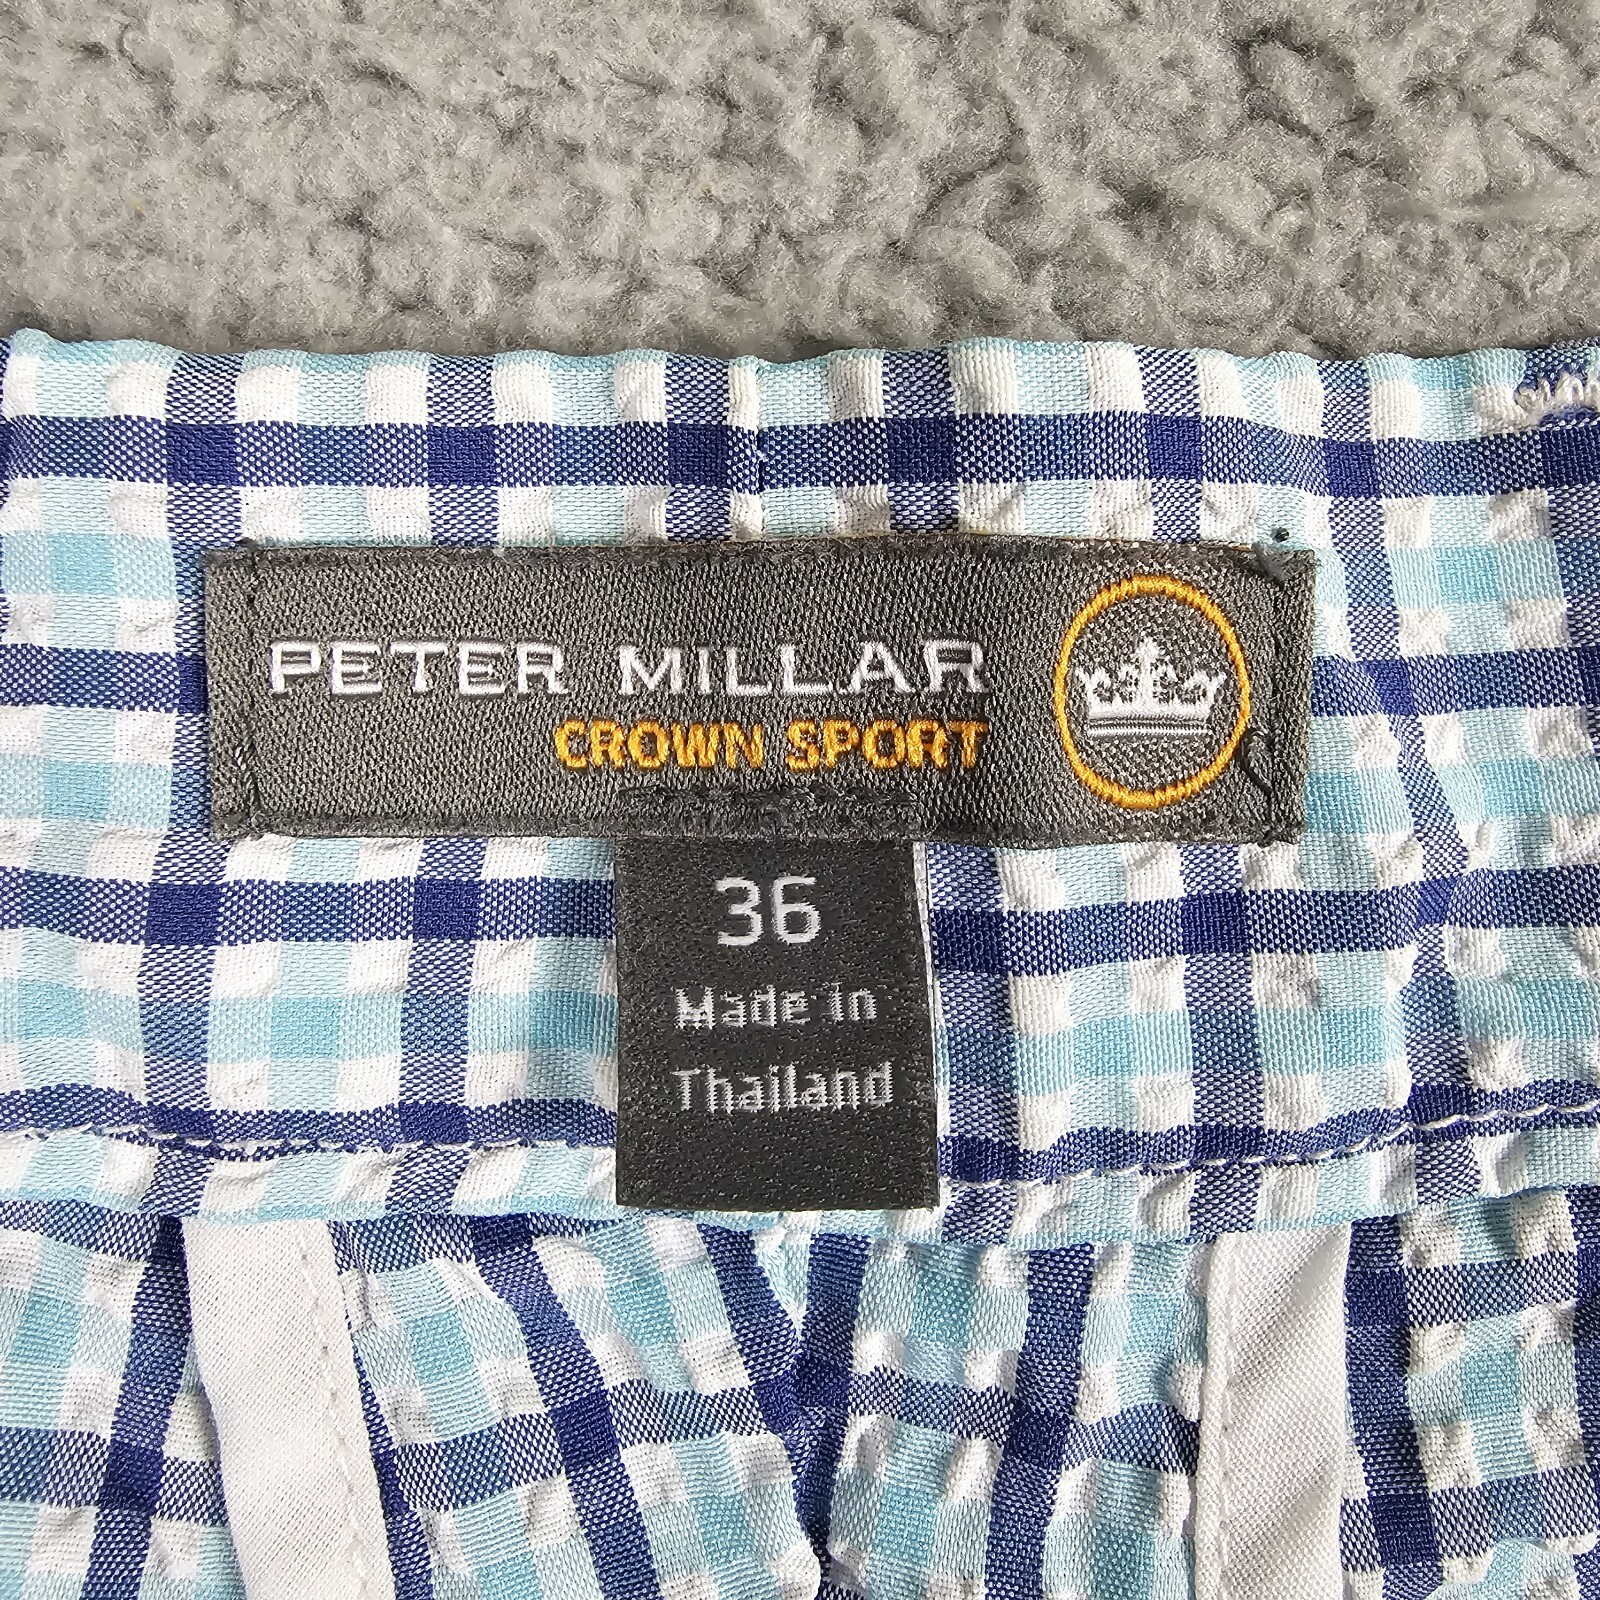 PETER MILLAR
CROWN SPORT
36
Made in
Thailand